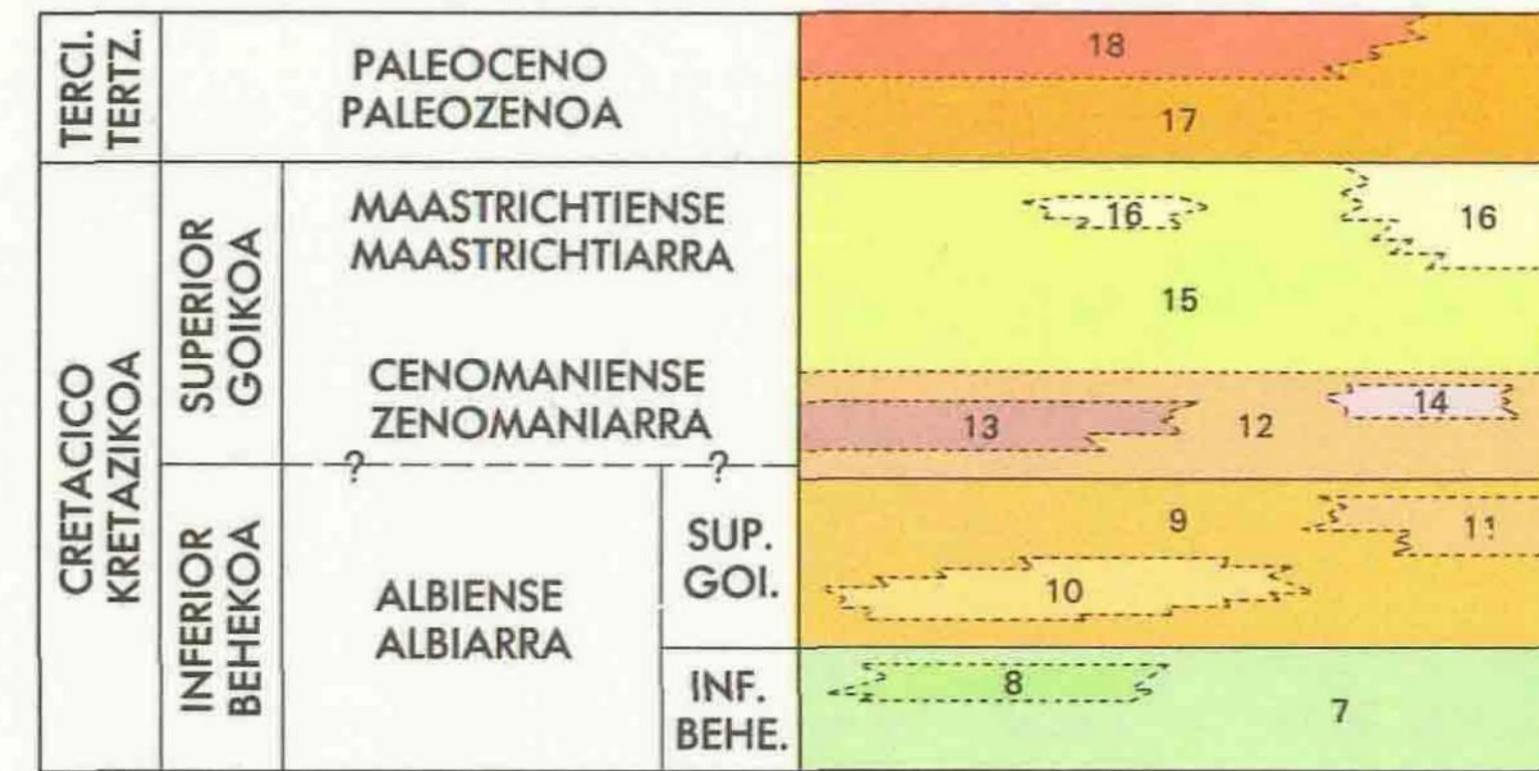 TERCI.
TERTZ.
PALEOCENO
PALEOZENOA
18
17
CRETACICO
KRETAZIKOA
SUPERIOR
GOIKOA
MAASTRICHTIENSE
MAASTRICHTIARRA
16
16
15
CENOMANIENSE
ZENOMANIARRA
13
12
14
?
?
INFERIOR
BEHEKOA
ALBIENSE
ALBIARRA
SUP.
GOI.
9
11
10
INF.
BEHE.
8
7